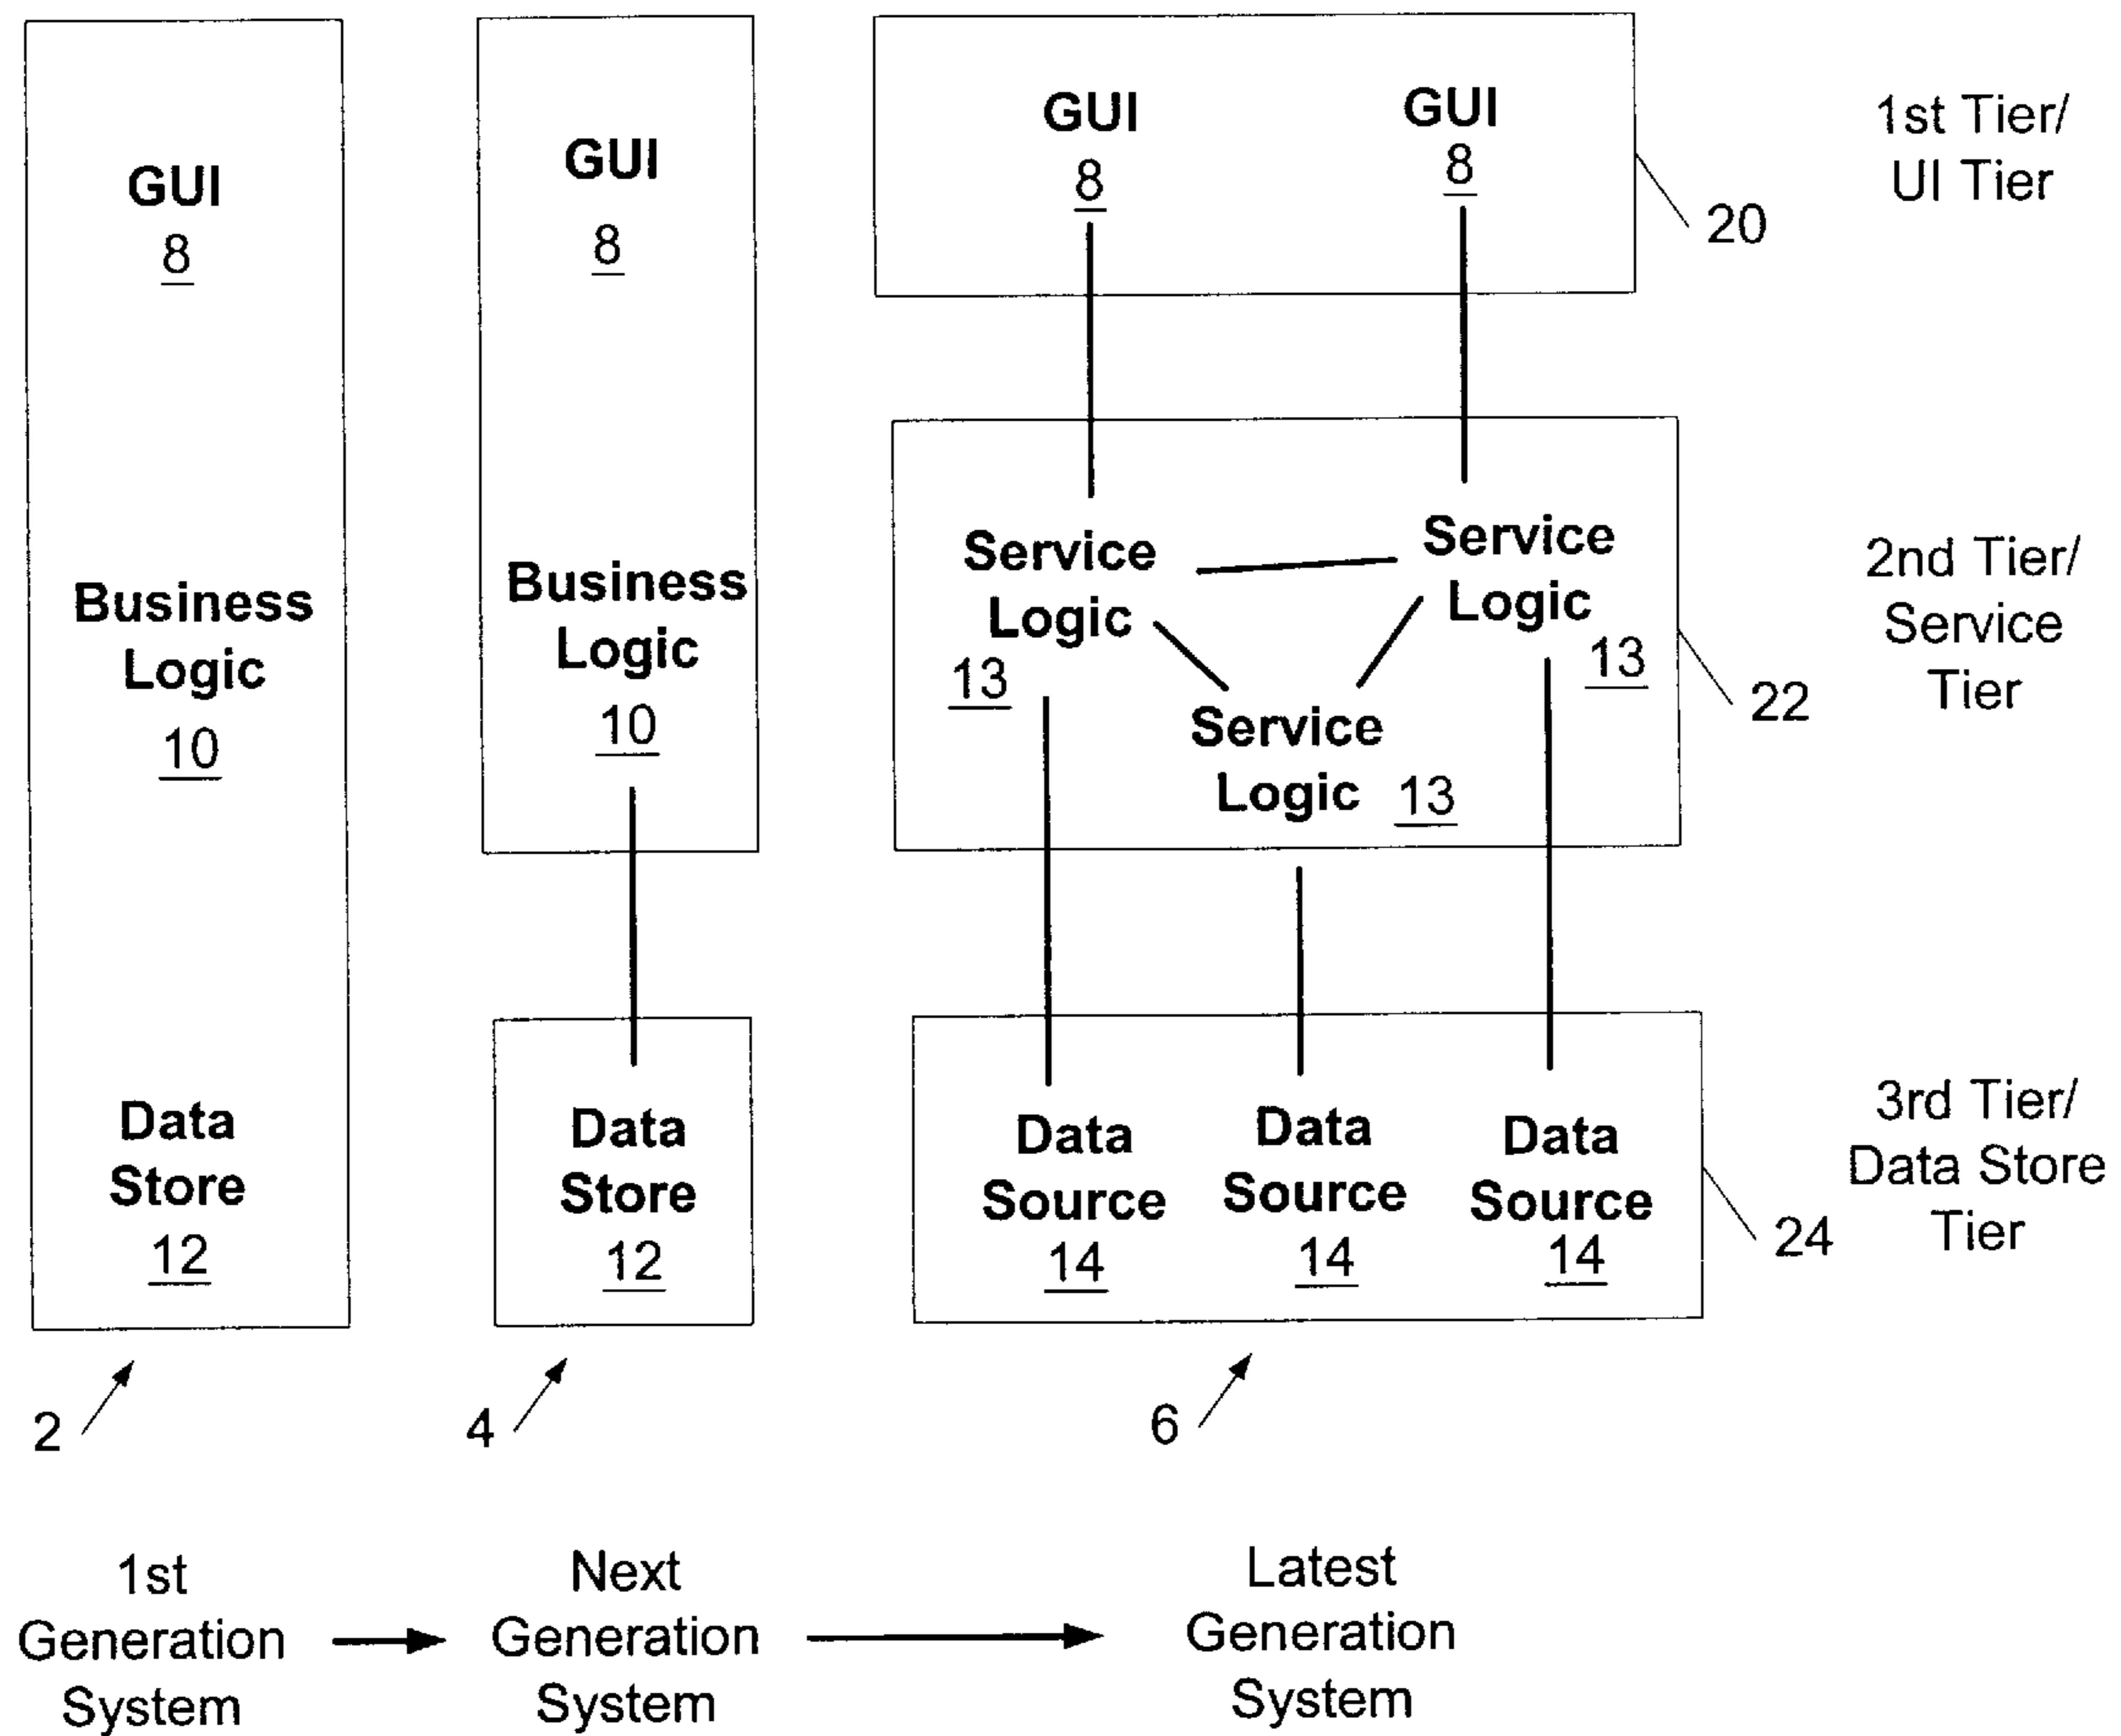 GUI
8
Business
Logic
10
Data
Store
12
2
GUI
8
Business
Logic
10
Data
Store
12
4
GUI
8
GUI
8
20
1st Tier/
UI Tier
Service
Logic
13
Service
Logic
13
Service
Logic 13
22
2nd Tier/
Service
Tier
Data
Source
14
Data
Source
14
Data
Source
14
24
3rd Tier/
Data Store
Tier
6
1st
Generation
System
Next
Generation
System
Latest
Generation
System